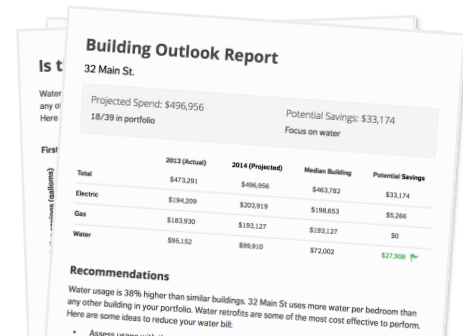 Building Outlook Report
32 Main St.
Projected Spend: $496,956
Potential Savings: $33,174
18/39 in portfolio
Focus on water
2013 (Actual) 2014 (Projected) Median Building Potential Savings
Total $473,291 $496,956 $463,782 $33,174
Electric $194,209 $203,919 $198,653 $5,266
Gas $183,930 $193,127 $193,127 $0
Water $95,152 $99,910 $72,002 $27,908
Recommendations
Water usage is 38% higher than similar buildings. 32 Main St uses more water per bedroom than
any other building in your portfolio. Water retrofits are some of the most cost effective to perform.
Here are some ideas to reduce your water bill:
• Assess usage with
Is t
Water
any o
Here
First
(gallons)